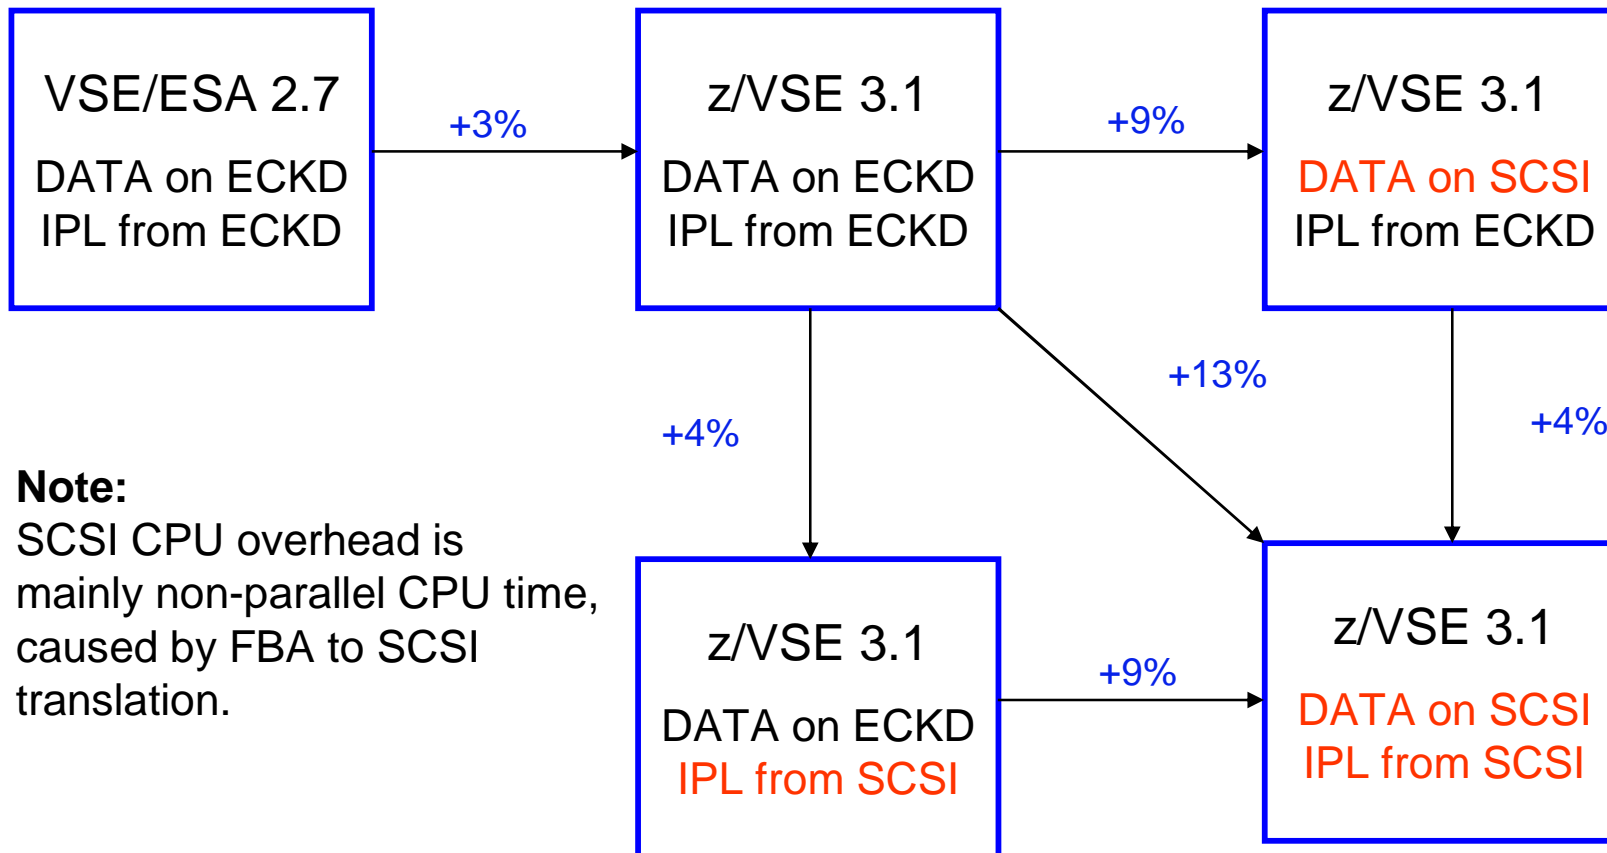 VSE/ESA 2.7
DATA on ECKD
IPL from ECKD
+3%
z/VSE 3.1
DATA on ECKD
IPL from ECKD
+9%
z/VSE 3.1
DATA on SCSI
IPL from ECKD
+4%
+13%
+4%
Note:
SCSI CPU overhead is
mainly non-parallel CPU time,
caused by FBA to SCSI
translation.
z/VSE 3.1
DATA on ECKD
IPL from SCSI
+9%
z/VSE 3.1
DATA on SCSI
IPL from SCSI